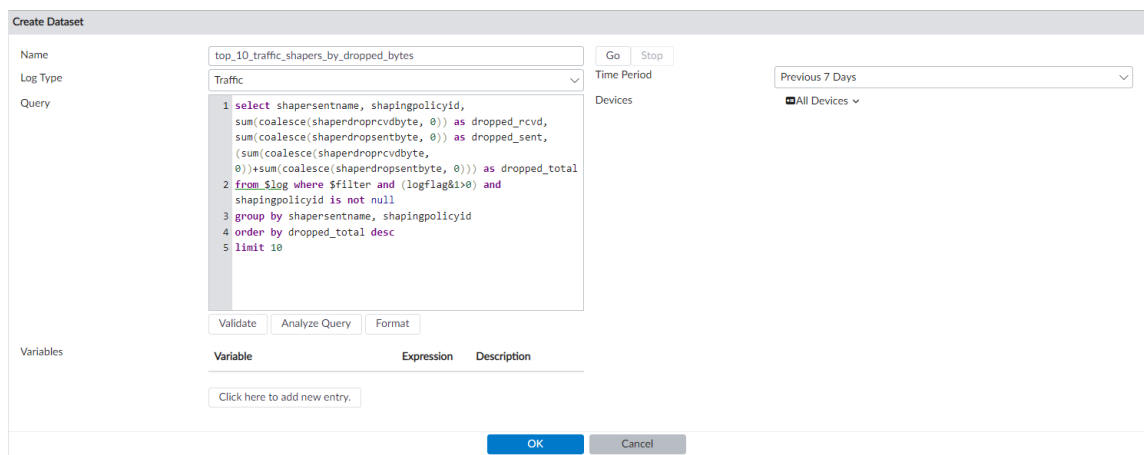 Create Dataset
Name
top_10_traffic_shapers_by_dropped_bytes
Go Stop
Log Type
Traffic
Time Period
Previous 7 Days
Query
Devices
All Devices
1 select shapersentname, shapingpolicyid,
sum(coalesce(shaperdroprcvdbyte, 0)) as dropped_rcvd,
sum(coalesce(shaperdropsentbyte, 0)) as dropped_sent,
(sum(coalesce(shaperdroprcvdbyte,
0))+sum(coalesce(shaperdropsentbyte, 0))) as dropped_total
2 from $log where $filter and (logflag&1>0) and
shapingpolicyid is not null
3 group by shapersentname, shapingpolicyid
4 order by dropped_total desc
5 limit 10
Validate Analyze Query Format
Variables
Variable Expression Description
Click here to add new entry.
OK Cancel